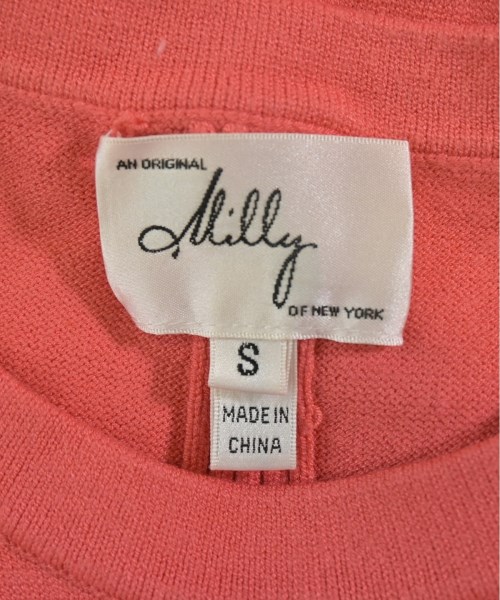 AN ORIGINAL
Milly
OF NEW YORK
S
MADE IN
CHINA